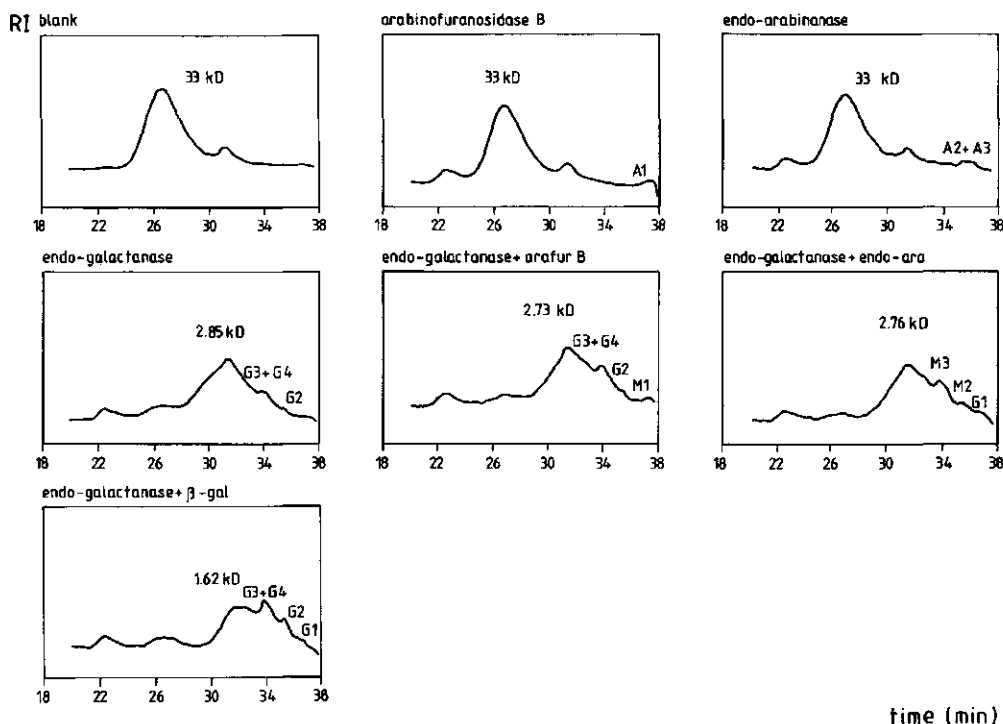 RI blank
arabinofuranosidase B
endo-arabinanase
33 kD
33 kD
33 kD
A1
A2+ A3
18 22 26 30 34 38
18 22 26 30 34 38
18 22 26 30 34 38
endo-galactanase
endo-galactanase+ arafur B
endo-galactanase+ endo-ara
2.85 kD
G3+ G4
G2
2.73 kD
G3+G4
G2
M1
2.76 kD
M3
M2
G1
18 22 26 30 34 38
18 22 26 30 34 38
18 22 26 30 34 38
endo-galactanase+ β-gal
1.62 kD
G3+G4
G2
G1
18 22 26 30 34 38
time (min)